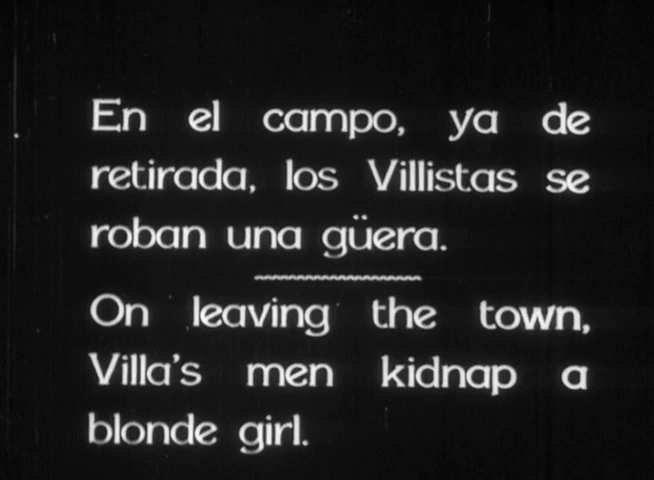 En el campo, ya de
retirada, los Villistas se
roban una güera.
On leaving the town,
Villa's men kidnap a
blonde girl.